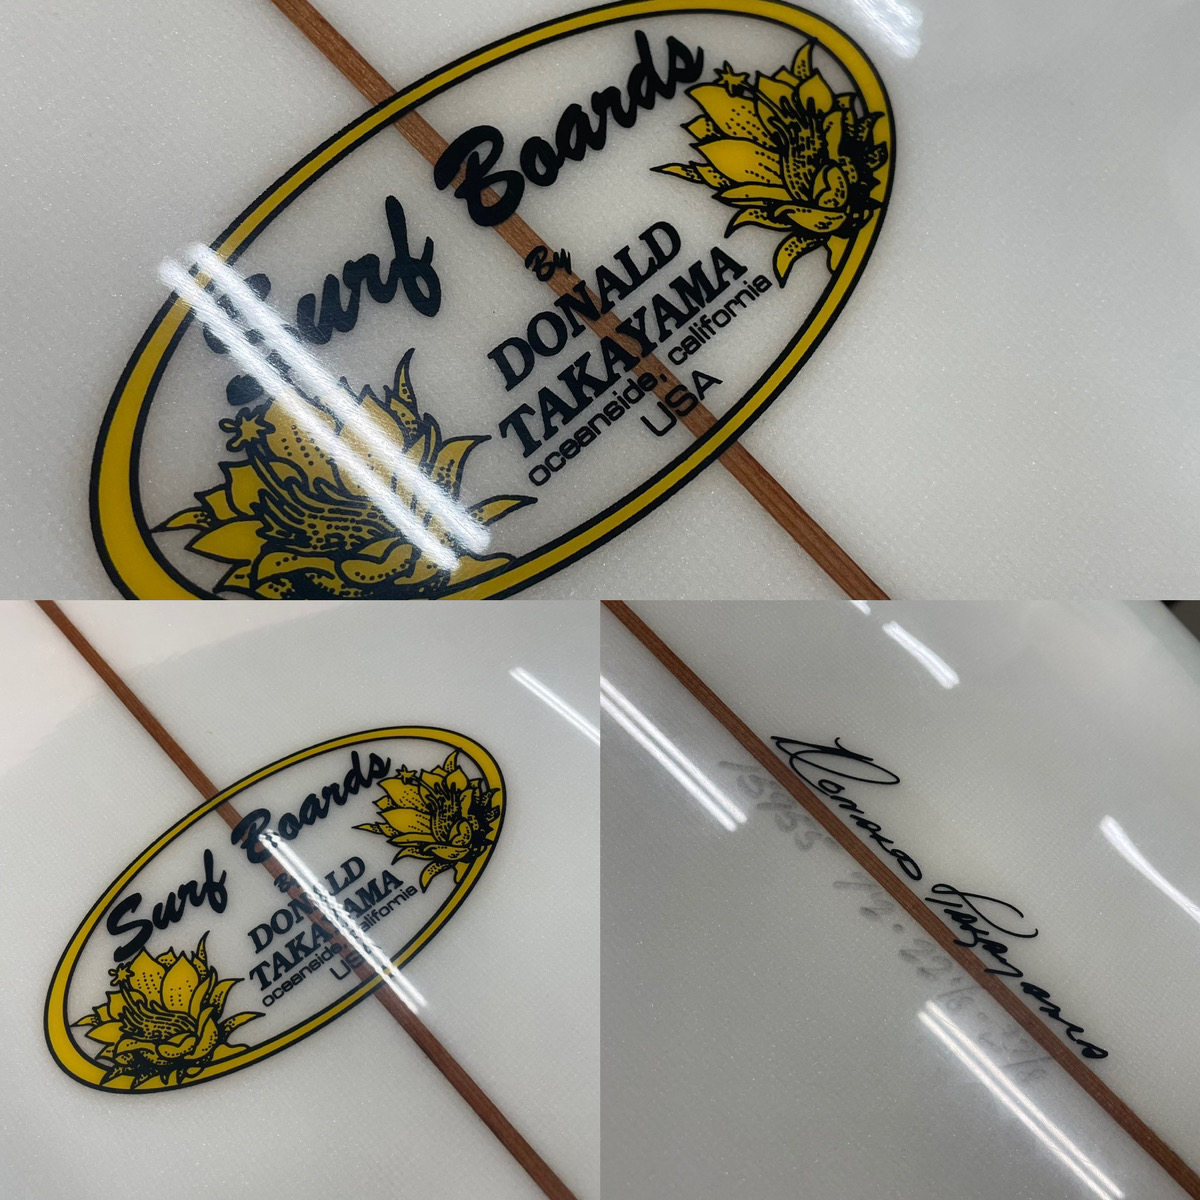 Surf Boards
By
DONALD
TAKAYAMA
oceanside, california
USA
Surf Boards
By
DONALD
TAKAYAMA
oceanside, california
USA
Donald Takayama